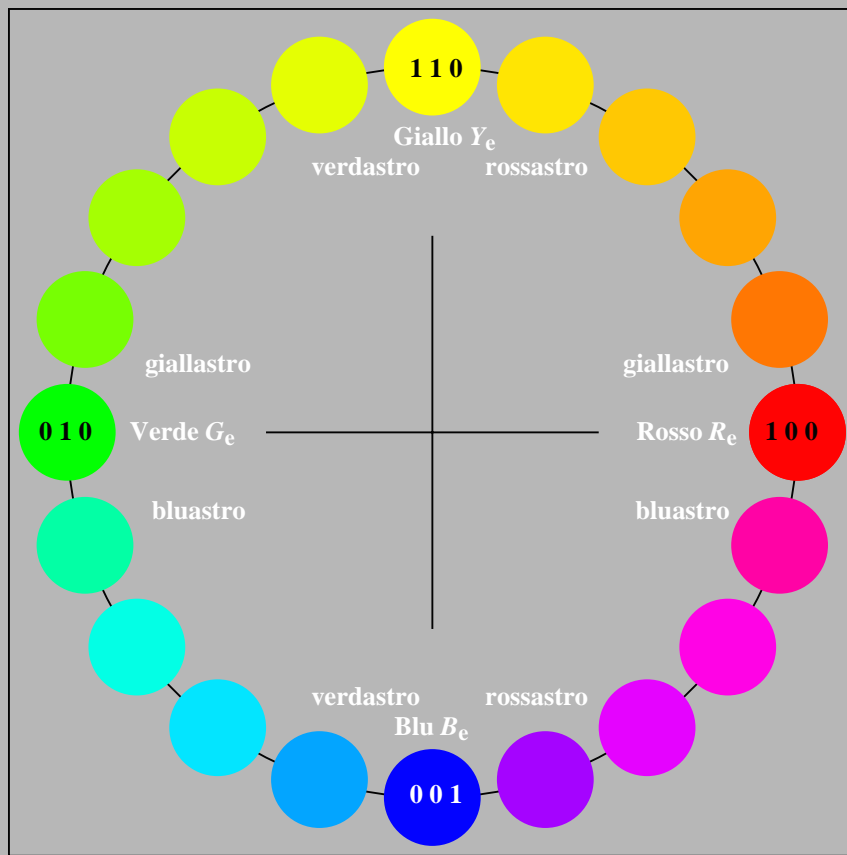 1 1 0
Giallo Yₑ
verdastro rossastro
giallastro giallastro
0 1 0 Verde Gₑ Rosso Rₑ 1 0 0
bluastro bluastro
verdastro rossastro
Blu Bₑ
0 0 1